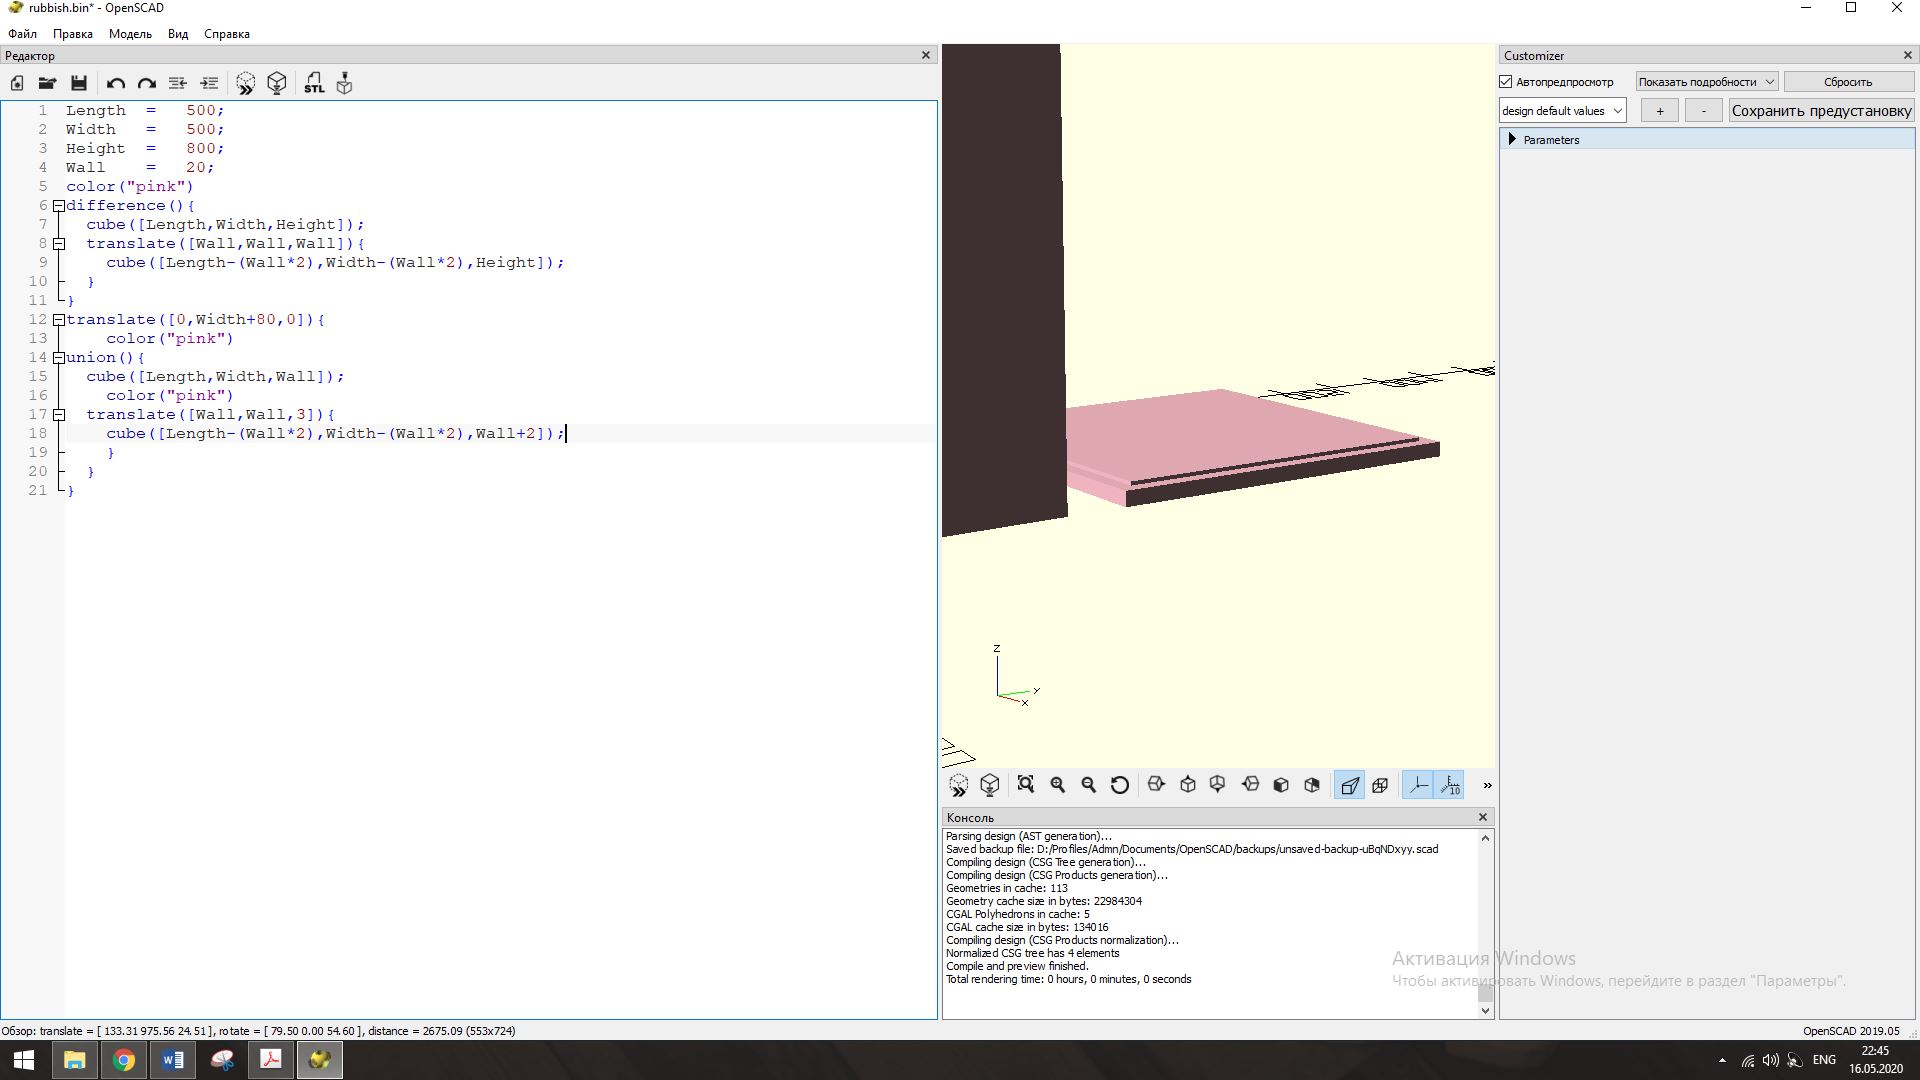 rubbish.bin* - OpenSCAD
Файл Правка Модель Вид Справка
Редактор
STL
1 Length = 500;
2 Width = 500;
3 Height = 800;
4 Wall = 20;
5 color("pink")
6 difference(){
7 cube([Length,Width,Height]);
8 translate([Wall,Wall,Wall]){
9 cube([Length-(Wall*2),Width-(Wall*2),Height]);
10 }
11 }
12 translate([0,Width+80,0]){
13 color("pink")
14 union(){
15 cube([Length,Width,Wall]);
16 color("pink")
17 translate([Wall,Wall,3]){
18 cube([Length-(Wall*2),Width-(Wall*2),Wall+2]);
19 }
20 }
21 }
Z
Y
X
10
Консоль
Parsing design (AST generation)...
Saved backup file: D:/Profiles/Admn/Documents/OpenSCAD/backups/unsaved-backup-uBqNDxyy.scad
Compiling design (CSG Tree generation)...
Compiling design (CSG Products generation)...
Geometries in cache: 113
Geometry cache size in bytes: 22984304
CGAL Polyhedrons in cache: 5
CGAL cache size in bytes: 134016
Compiling design (CSG Products normalization)...
Normalized CSG tree has 4 elements
Compile and preview finished.
Total rendering time: 0 hours, 0 minutes, 0 seconds
Customizer
Автопредпросмотр Показать подробности Сбросить
design default values + - Сохранить предустановку
Parameters
Активация Windows
Чтобы активировать Windows, перейдите в раздел "Параметры".
Обзор: translate = [ 133.31 975.56 24.51 ], rotate = [ 79.50 0.00 54.60 ], distance = 2675.09 (553x724)
OpenSCAD 2019.05
ENG
22:45
16.05.2020